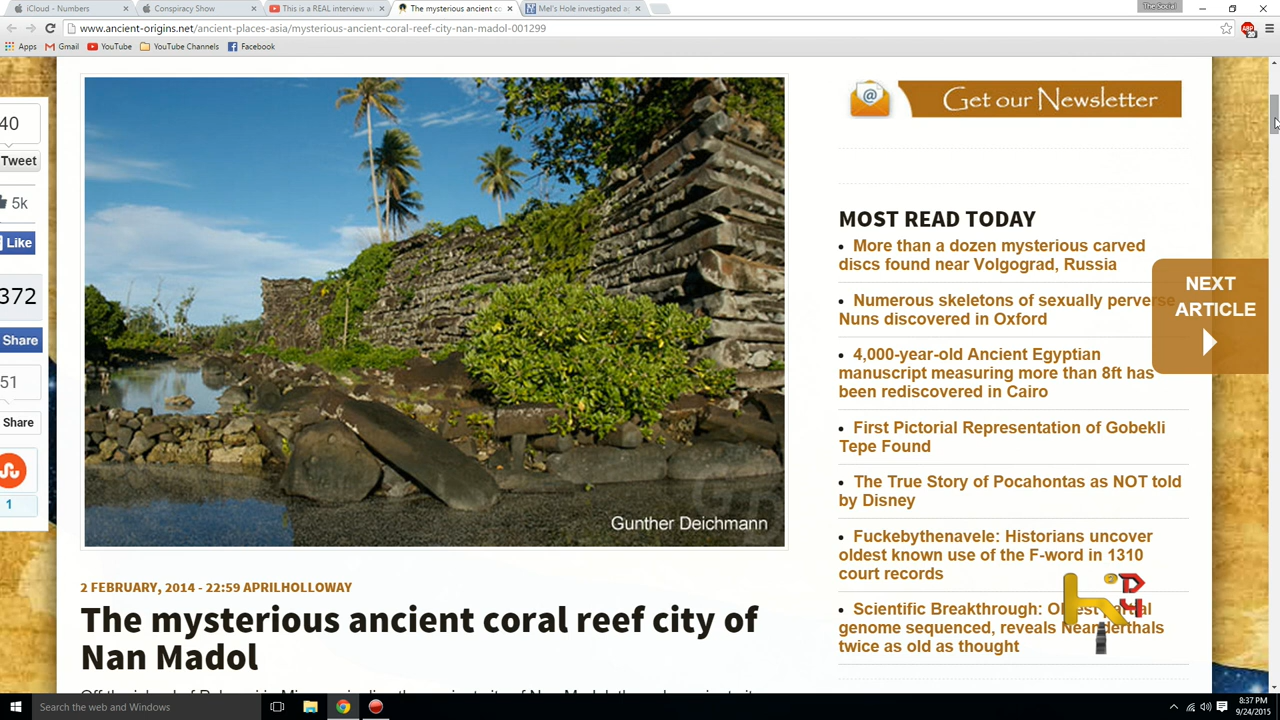 iCloud - Numbers
Conspiracy Show
This is a REAL interview w
The mysterious ancient co
Mel's Hole investigated a
The Social
www.ancient-origins.net/ancient-places-asia/mysterious-ancient-coral-reef-city-nan-madol-001299
Apps
Gmail
YouTube
YouTube Channels
Facebook
40
Tweet
5k
Like
372
Share
51
Share
1
Gunther Deichmann
2 FEBRUARY, 2014 - 22:59 APRILHOLLOWAY
The mysterious ancient coral reef city of
Nan Madol
Get our Newsletter
MOST READ TODAY
More than a dozen mysterious carved
discs found near Volgograd, Russia
Numerous skeletons of sexually perverse
Nuns discovered in Oxford
4,000-year-old Ancient Egyptian
manuscript measuring more than 8ft has
been rediscovered in Cairo
First Pictorial Representation of Gobekli
Tepe Found
The True Story of Pocahontas as NOT told
by Disney
Fuckebythenavele: Historians uncover
oldest known use of the F-word in 1310
court records
Scientific Breakthrough:
genome sequenced, reveals Neanderthals
twice as old as thought
NEXT
ARTICLE
Search the web and Windows
8:37 PM
9/24/2015